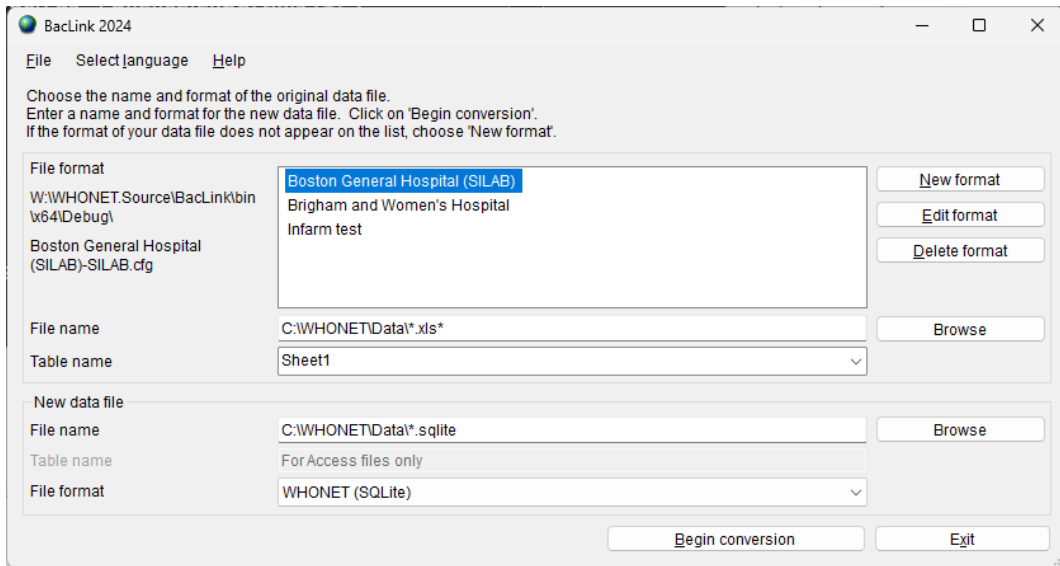 BacLink 2024
File Select language Help
Choose the name and format of the original data file.
Enter a name and format for the new data file. Click on 'Begin conversion'.
If the format of your data file does not appear on the list, choose 'New format'.
File format
W:\WHONET.Source\BacLink\bin
\x64\Debug\
Boston General Hospital
(SILAB)-SILAB.cfg
Boston General Hospital (SILAB)
Brigham and Women's Hospital
Infarm test
New format
Edit format
Delete format
File name C:\WHONET\Data\*.xls* Browse
Table name Sheet1
New data file
File name C:\WHONET\Data\*.sqlite Browse
Table name For Access files only
File format WHONET (SQLite)
Begin conversion Exit